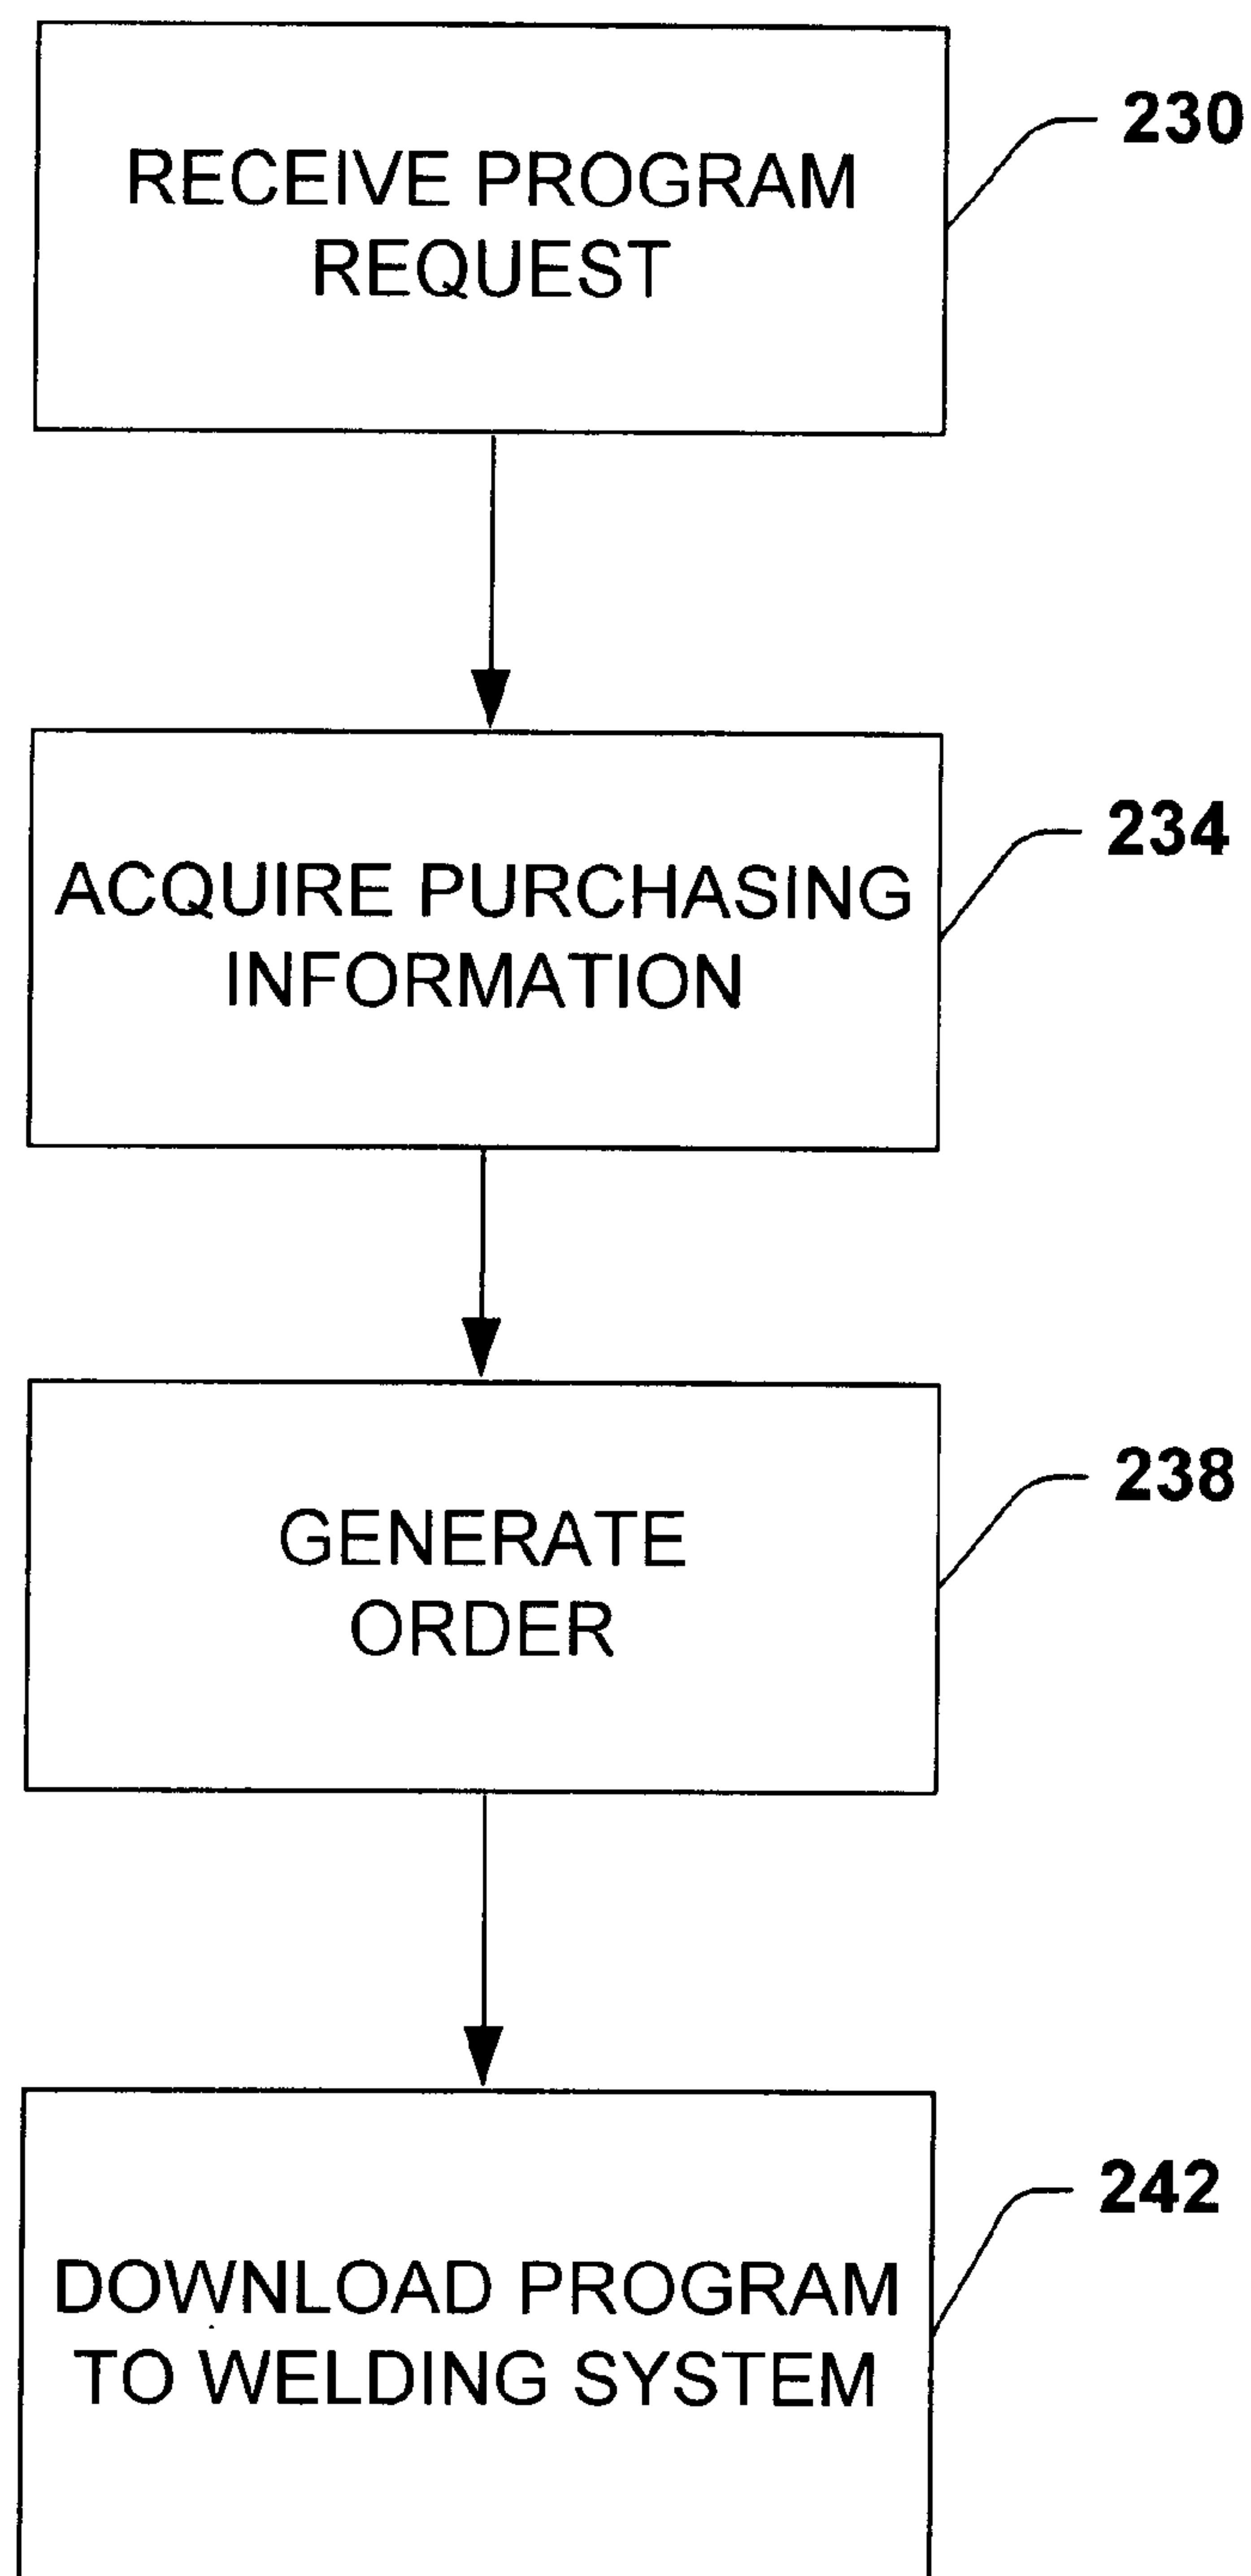 RECEIVE PROGRAM
REQUEST
230
ACQUIRE PURCHASING
INFORMATION
234
GENERATE
ORDER
238
DOWNLOAD PROGRAM
TO WELDING SYSTEM
242